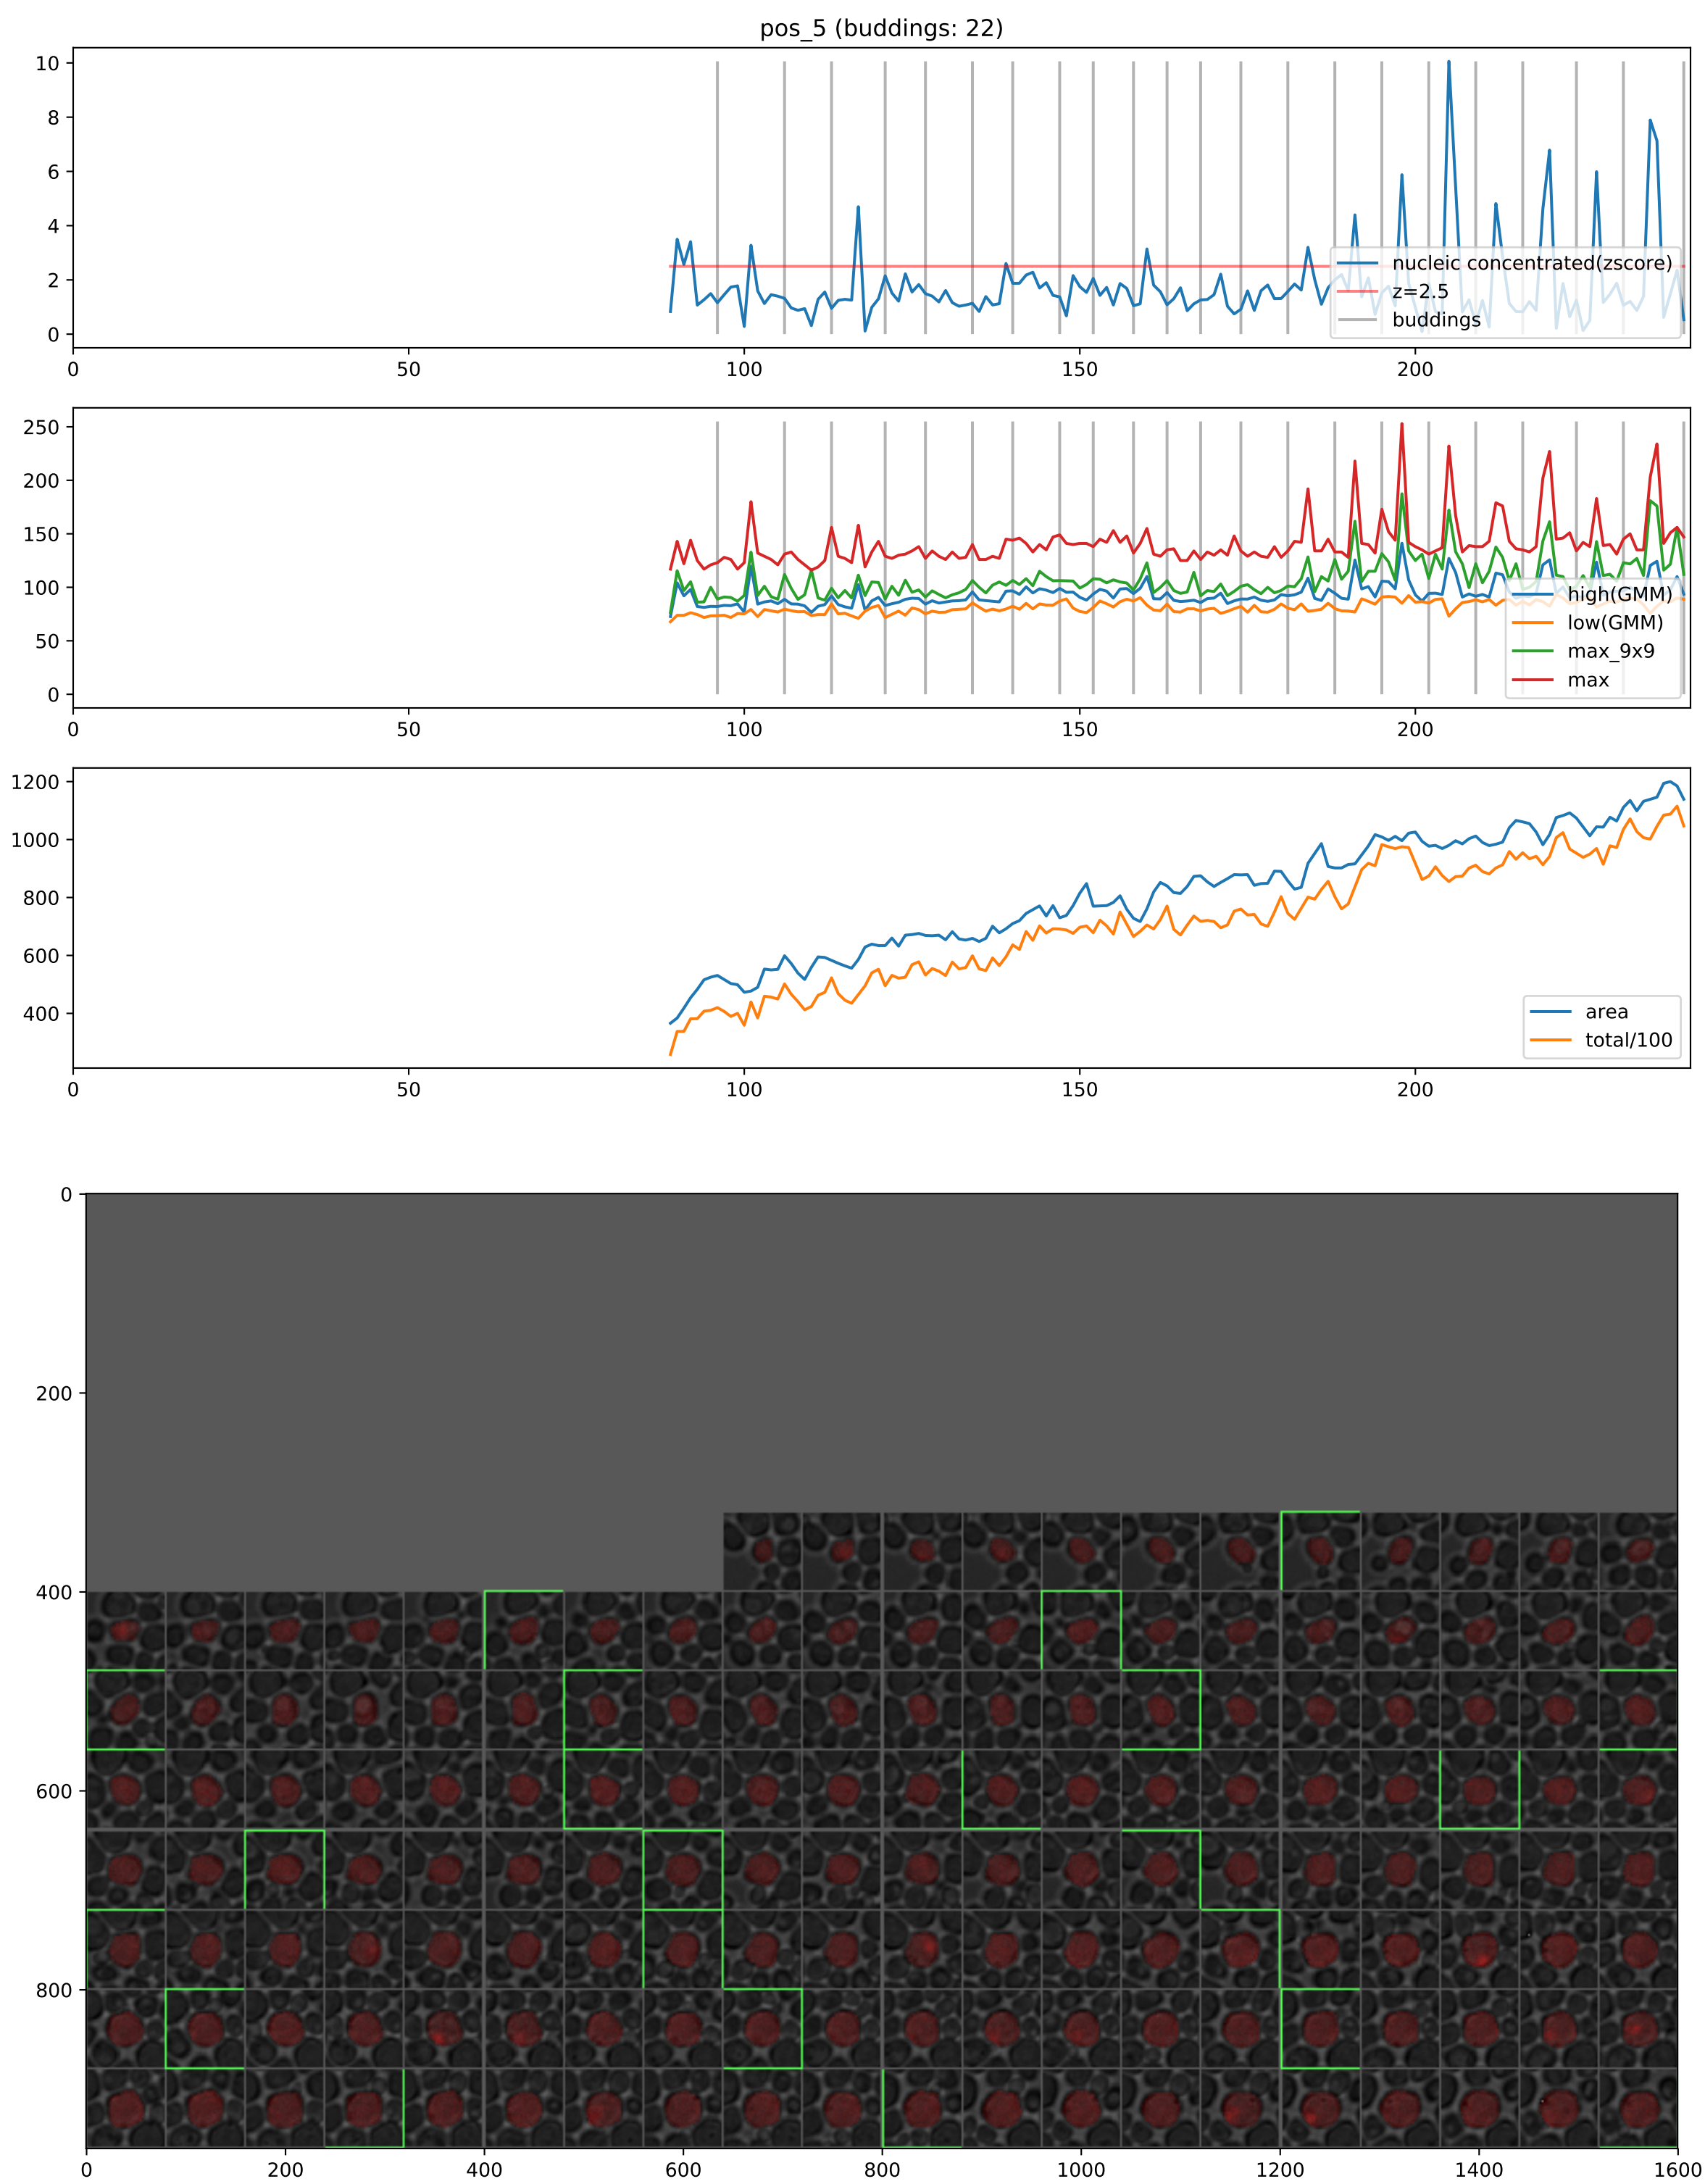 pos_5 (buddings: 22)
10
8
6
4
2
0
nucleic concentrated(zscore)
z=2.5
buddings
0 50 100 150 200
250
200
150
100
50
0
high(GMM)
low(GMM)
max_9x9
max
0 50 100 150 200
1200
1000
800
600
400
area
total/100
0 50 100 150 200
0
200
400
600
800
0 200 400 600 800 1000 1200 1400 1600